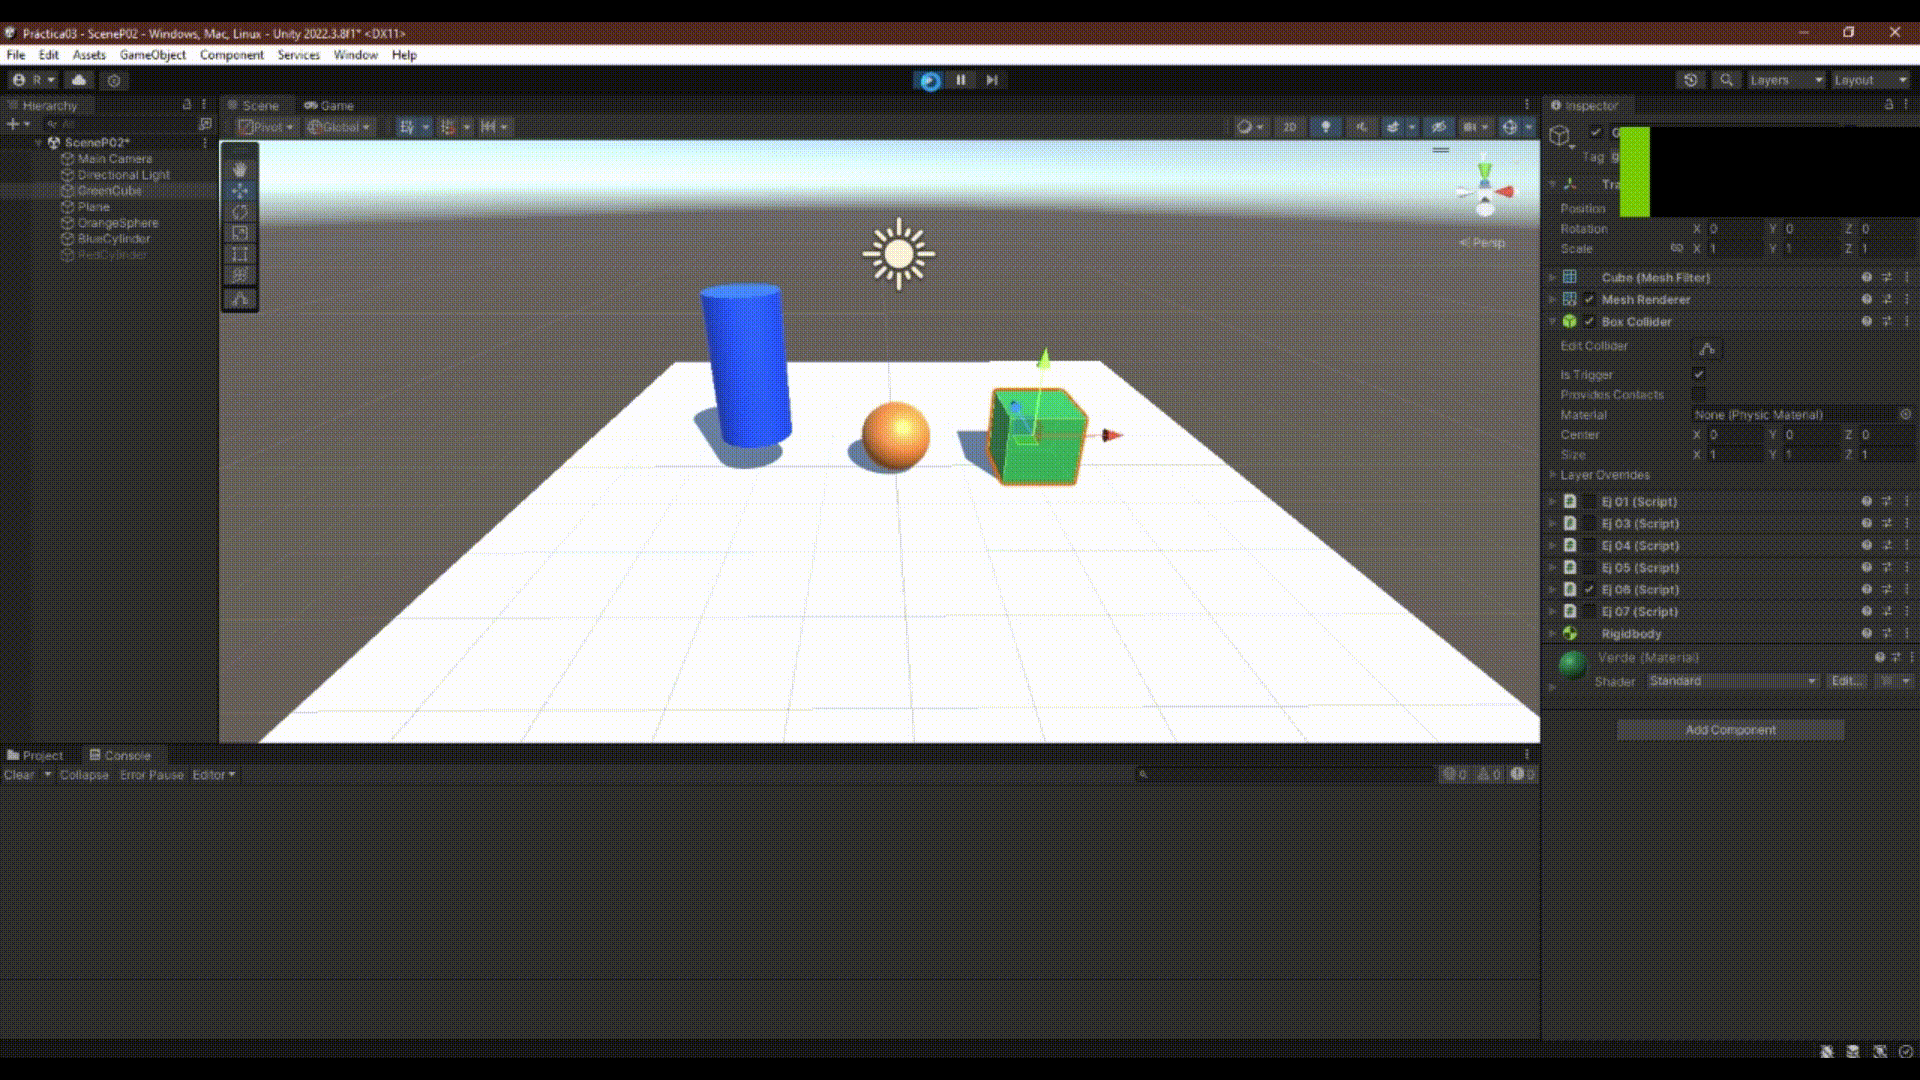 Práctica03 - SceneP02 - Windows, Mac, Linux - Unity 2022.3.8f1* <DX11>
File Edit Assets GameObject Component Services Window Help
R Layers Layout
Hierarchy Scene Game Inspector
All Pivot Global 2D
SceneP02*
Main Camera
Directional Light
GreenCube
Plane
OrangeSphere
BlueCylinder
RedCylinder
Persp
Tag
Position
Rotation X 0 Y 0 Z 0
Scale X 1 Y 1 Z 1
Cube (Mesh Filter)
Mesh Renderer
Box Collider
Edit Collider
Is Trigger
Provides Contacts
Material None (Physic Material)
Center X 0 Y 0 Z 0
Size X 1 Y 1 Z 1
Layer Overrides
Ej 01 (Script)
Ej 03 (Script)
Ej 04 (Script)
Ej 05 (Script)
Ej 06 (Script)
Ej 07 (Script)
Rigidbody
Verde (Material)
Shader Standard Edit...
Add Component
Project Console
Clear Collapse Error Pause Editor 0 0 0